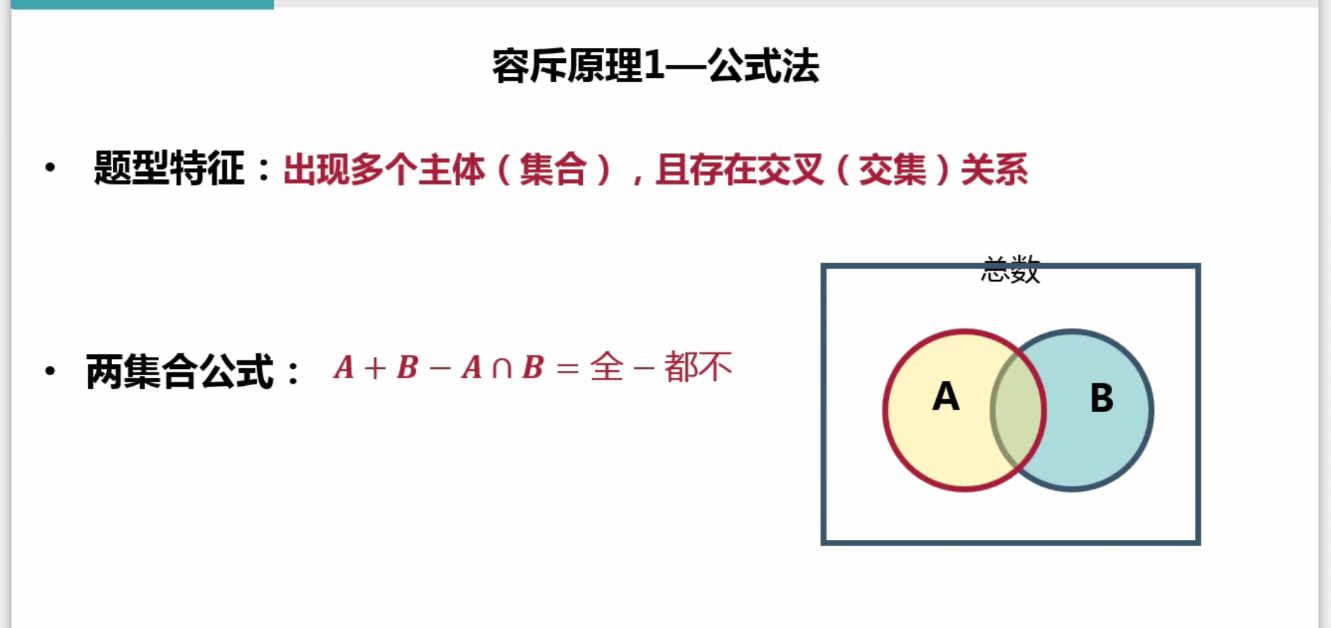 容斥原理1—公式法
• 题型特征：出现多个主体（集合），且存在交叉（交集）关系
总数
• 两集合公式： A + B − A ∩ B = 全 − 都不
A
B